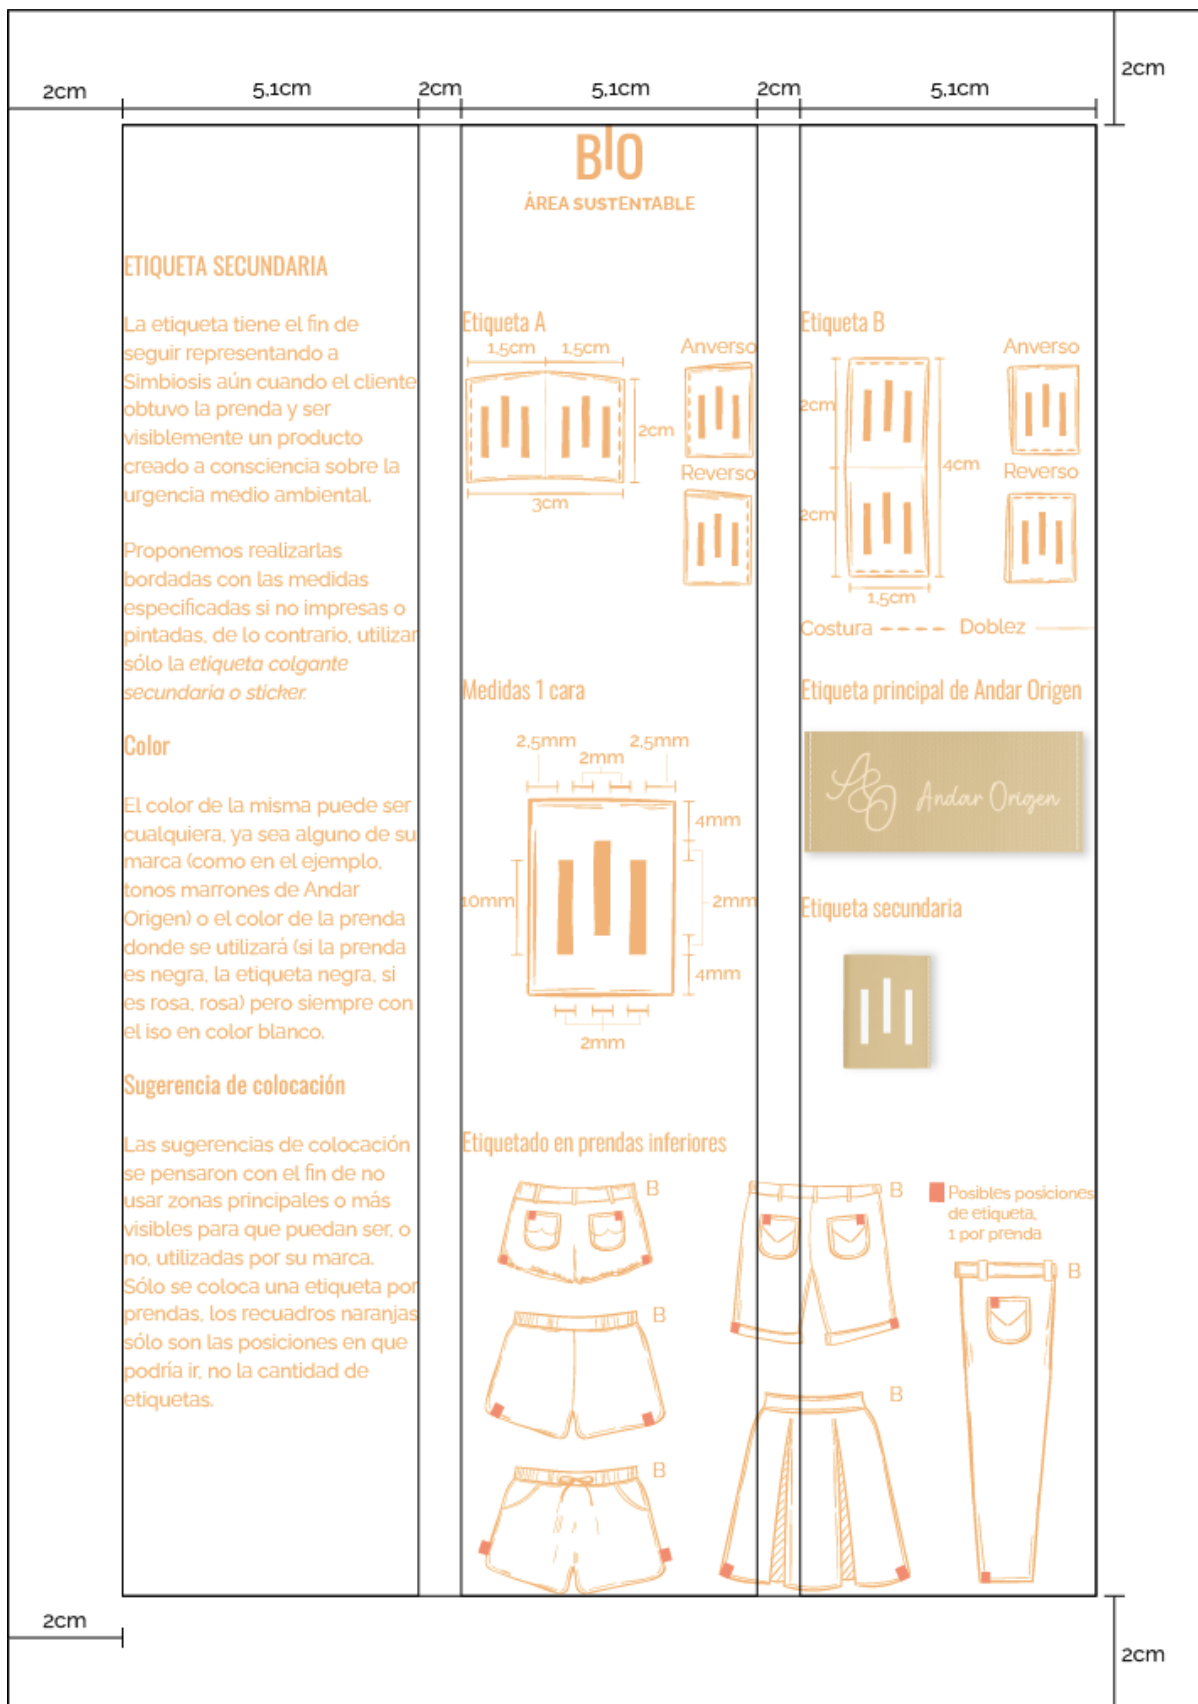 2cm
2cm
5,1cm
2cm
5,1cm
2cm
5,1cm
BIO
ÁREA SUSTENTABLE
ETIQUETA SECUNDARIA
La etiqueta tiene el fin de
seguir representando a
Simbiosis aún cuando el cliente
obtuvo la prenda y ser
visiblemente un producto
creado a consciencia sobre la
urgencia medio ambiental.
Proponemos realizarlas
bordadas con las medidas
especificadas si no impresas o
pintadas, de lo contrario, utilizar
sólo la etiqueta colgante
secundaria o sticker.
Color
El color de la misma puede ser
cualquiera, ya sea alguno de su
marca (como en el ejemplo,
tonos marrones de Andar
Origen) o el color de la prenda
donde se utilizará (si la prenda
es negra, la etiqueta negra, si
es rosa, rosa) pero siempre con
el iso en color blanco.
Sugerencia de colocación
Las sugerencias de colocación
se pensaron con el fin de no
usar zonas principales o más
visibles para que puedan ser, o
no, utilizadas por su marca.
Sólo se coloca una etiqueta por
prendas, los recuadros naranjas
sólo son las posiciones en que
podría ir, no la cantidad de
etiquetas.
Etiqueta A
1,5cm
1,5cm
Anverso
2cm
Reverso
3cm
Medidas 1 cara
2,5mm
2,5mm
2mm
4mm
10mm
2mm
4mm
2mm
Etiqueta B
Anverso
2cm
4cm
Reverso
2cm
1,5cm
Costura
Doblez
Etiqueta principal de Andar Origen
AO Andar Origen
Etiqueta secundaria
Etiquetado en prendas inferiores
B
B
Posibles posiciones
de etiqueta,
1 por prenda
B
B
B
B
2cm
2cm